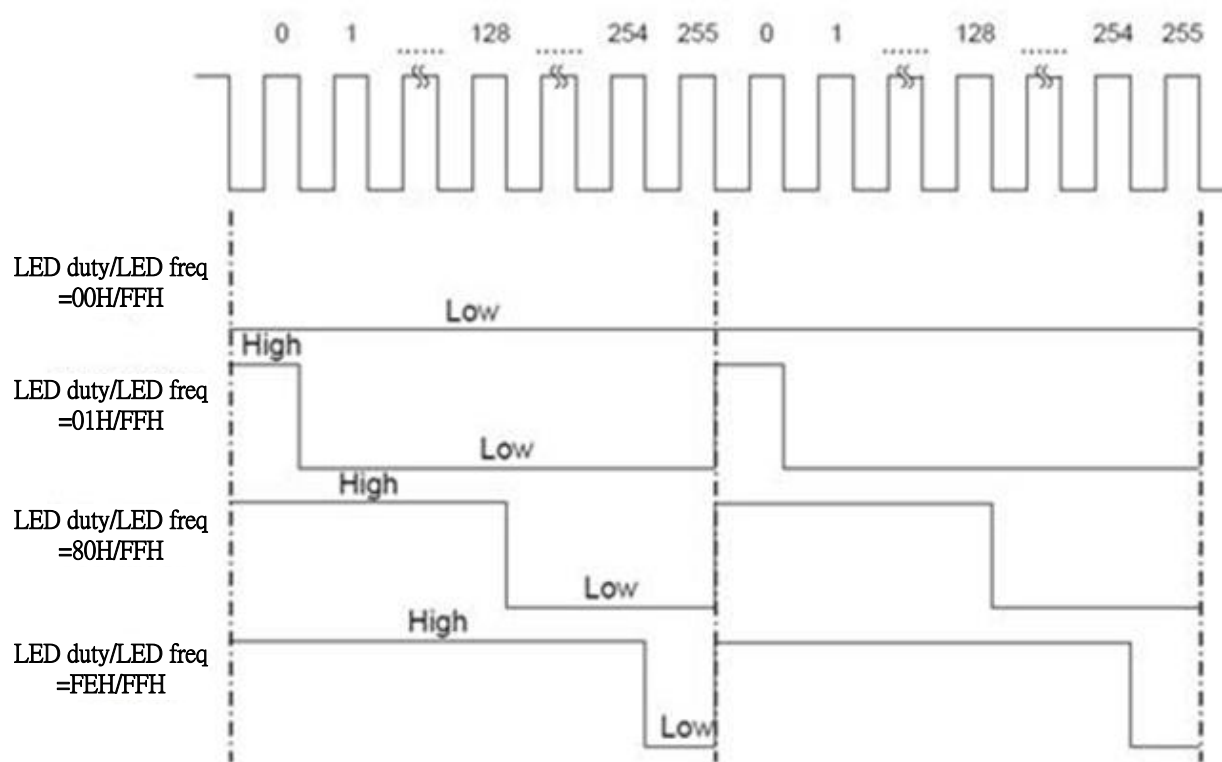 0 1 ...... 128 ...... 254 255 0 1 ...... 128 ...... 254 255
LED duty/LED freq
=00H/FFH
Low
High
LED duty/LED freq
=01H/FFH
Low
High
LED duty/LED freq
=80H/FFH
Low
High
LED duty/LED freq
=FEH/FFH
Low